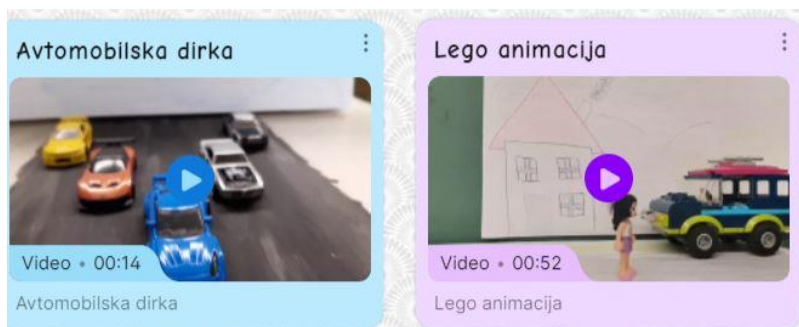 Avtomobilska dirka
Video • 00:14
Avtomobilska dirka
Lego animacija
Video • 00:52
Lego animacija